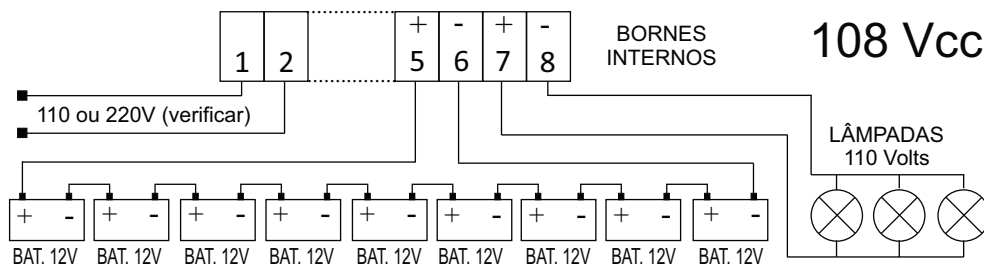 + - + -
1 2 5 6 7 8
BORNES
INTERNOS
108 Vcc
110 ou 220V (verificar)
LÂMPADAS
110 Volts
+ - + - + - + - + - + - + - + - + -
BAT. 12V BAT. 12V BAT. 12V BAT. 12V BAT. 12V BAT. 12V BAT. 12V BAT. 12V BAT. 12V